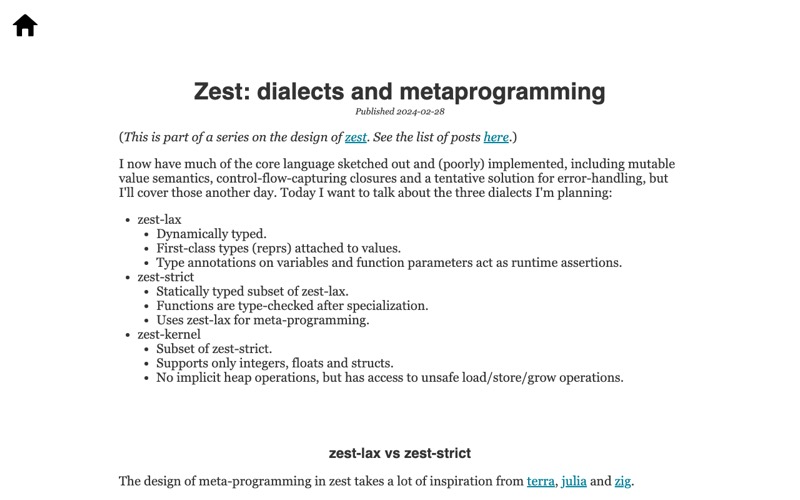 Zest: dialects and metaprogramming
Published 2024-02-28
(This is part of a series on the design of zest. See the list of posts here.)
I now have much of the core language sketched out and (poorly) implemented, including mutable
value semantics, control-flow-capturing closures and a tentative solution for error-handling, but
I'll cover those another day. Today I want to talk about the three dialects I'm planning:
• zest-lax
• Dynamically typed.
• First-class types (reprs) attached to values.
• Type annotations on variables and function parameters act as runtime assertions.
• zest-strict
• Statically typed subset of zest-lax.
• Functions are type-checked after specialization.
• Uses zest-lax for meta-programming.
• zest-kernel
• Subset of zest-strict.
• Supports only integers, floats and structs.
• No implicit heap operations, but has access to unsafe load/store/grow operations.
zest-lax vs zest-strict
The design of meta-programming in zest takes a lot of inspiration from terra, julia and zig.